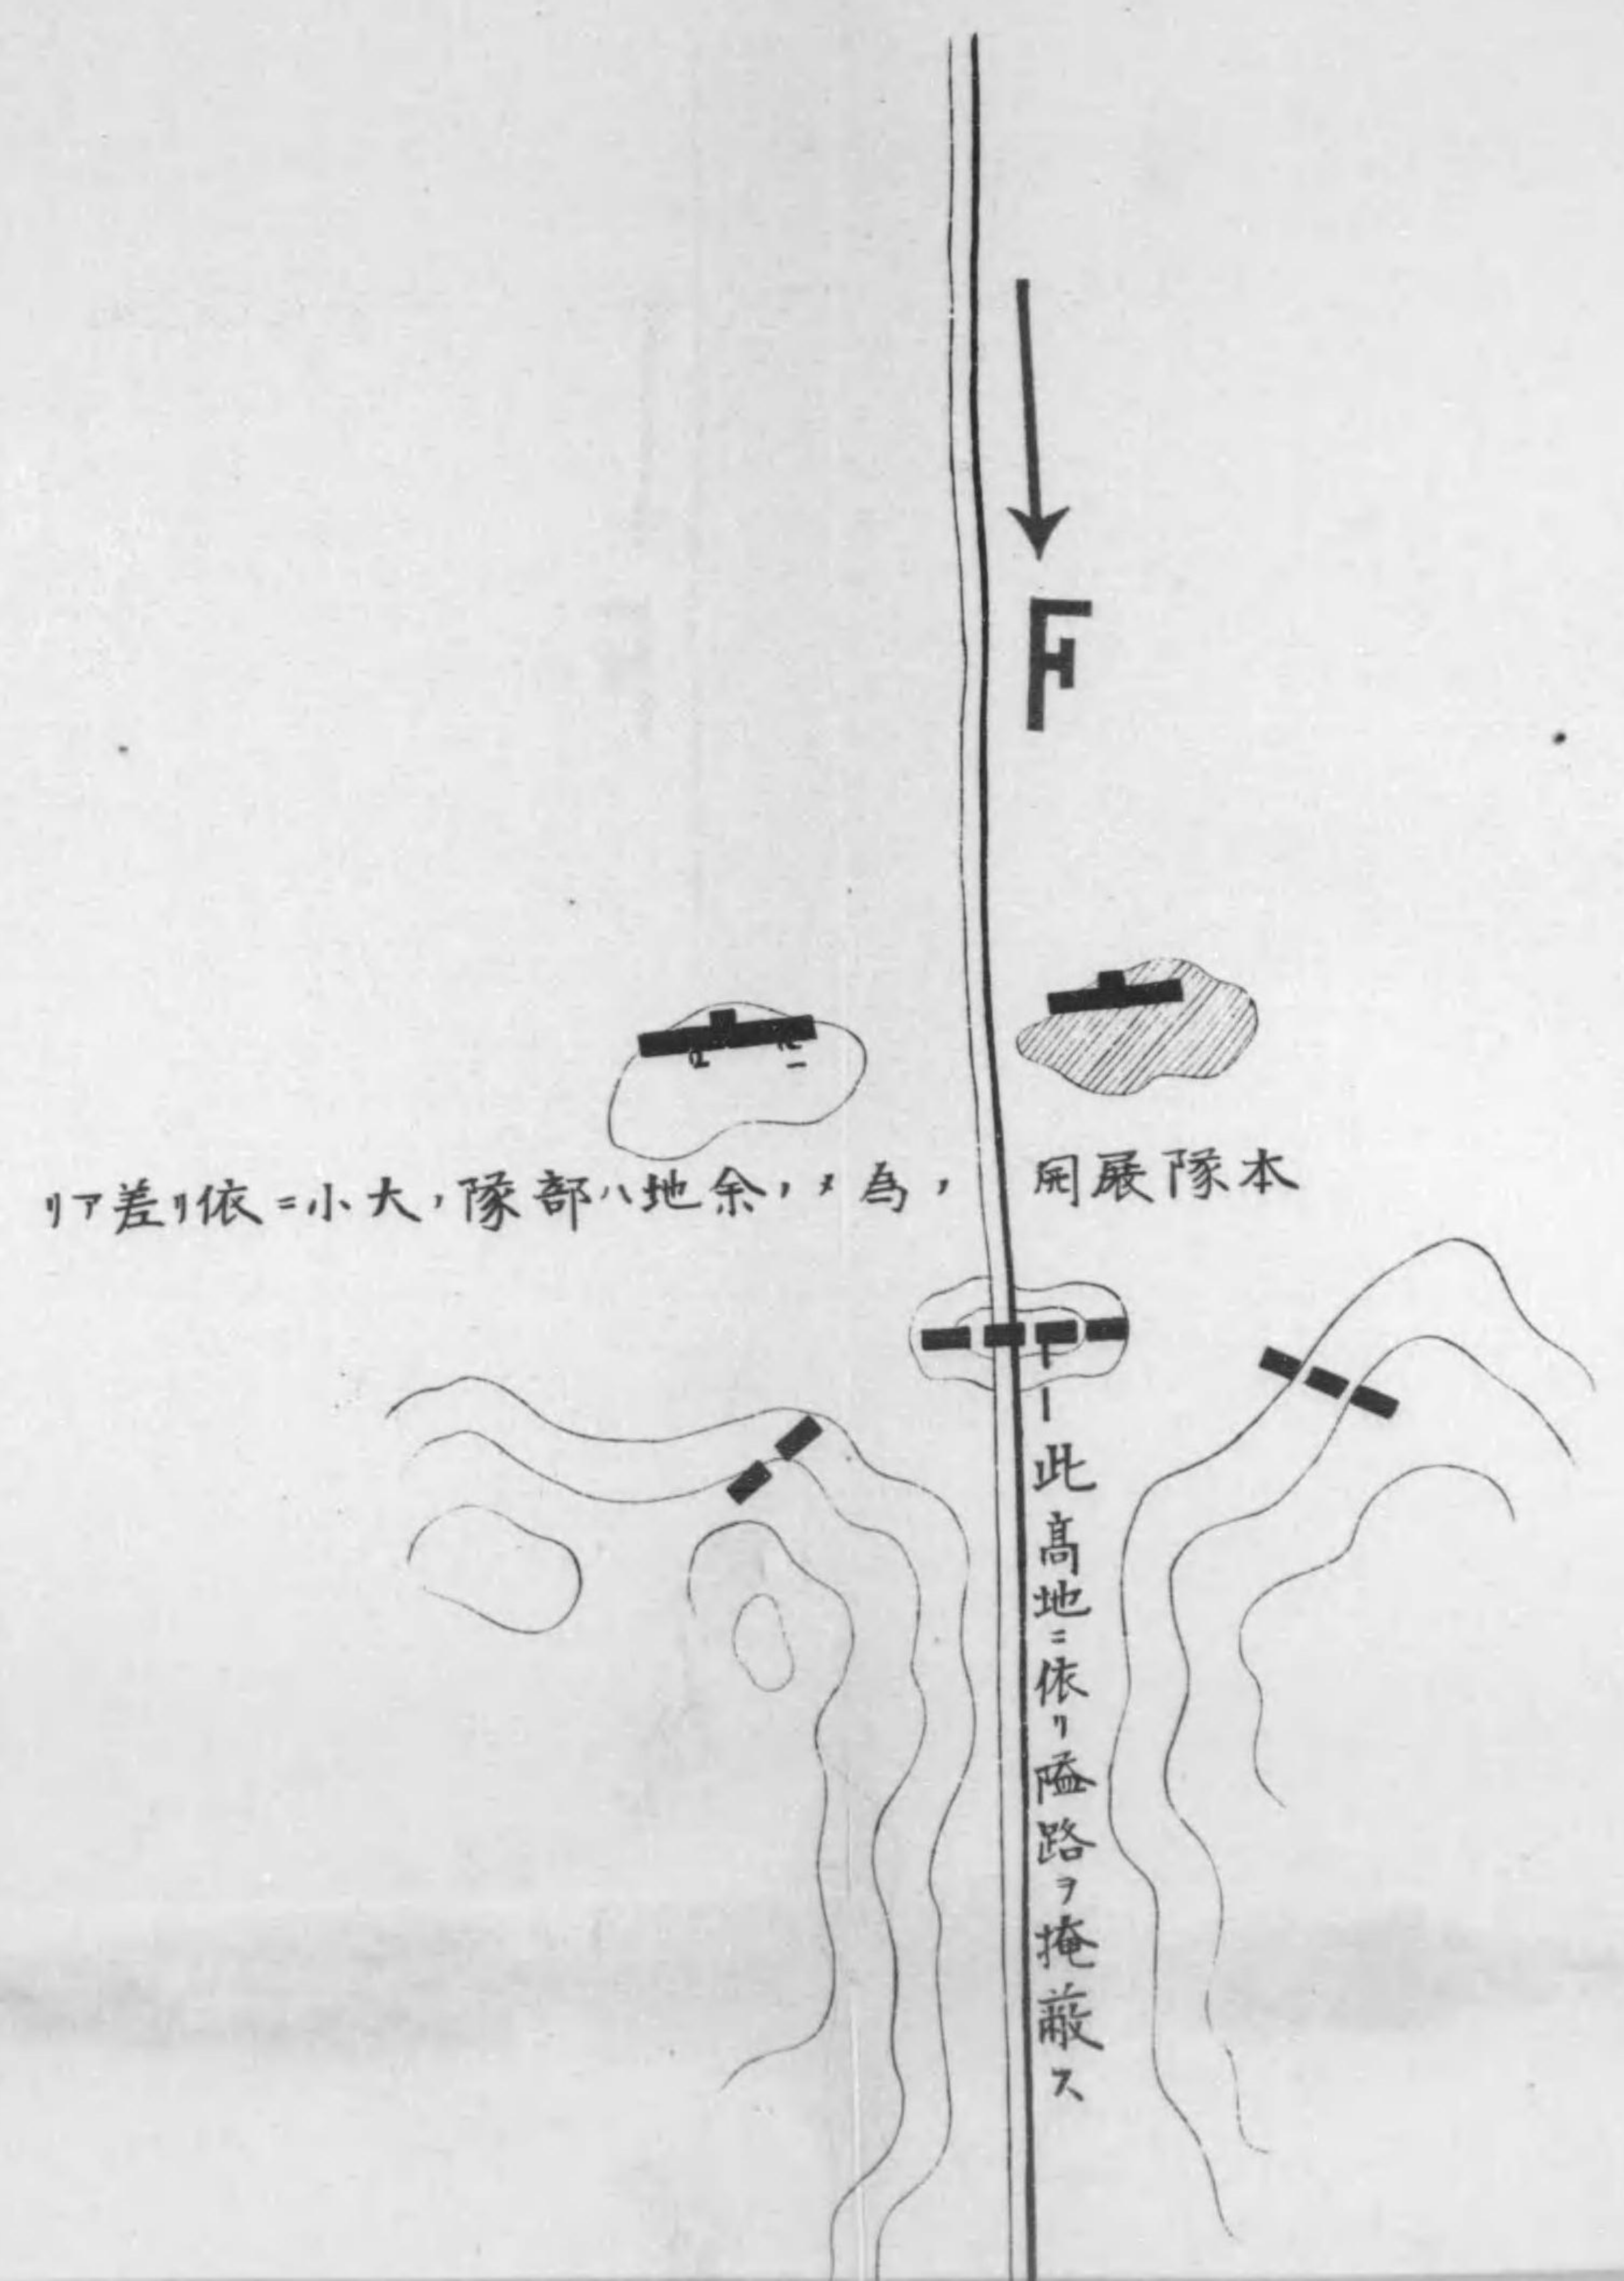 F
本隊展開ノ為メノ余地ハ部隊ノ大小ニ依リ差アリ
此高地ニ依リ隘路ヲ掩蔽ス